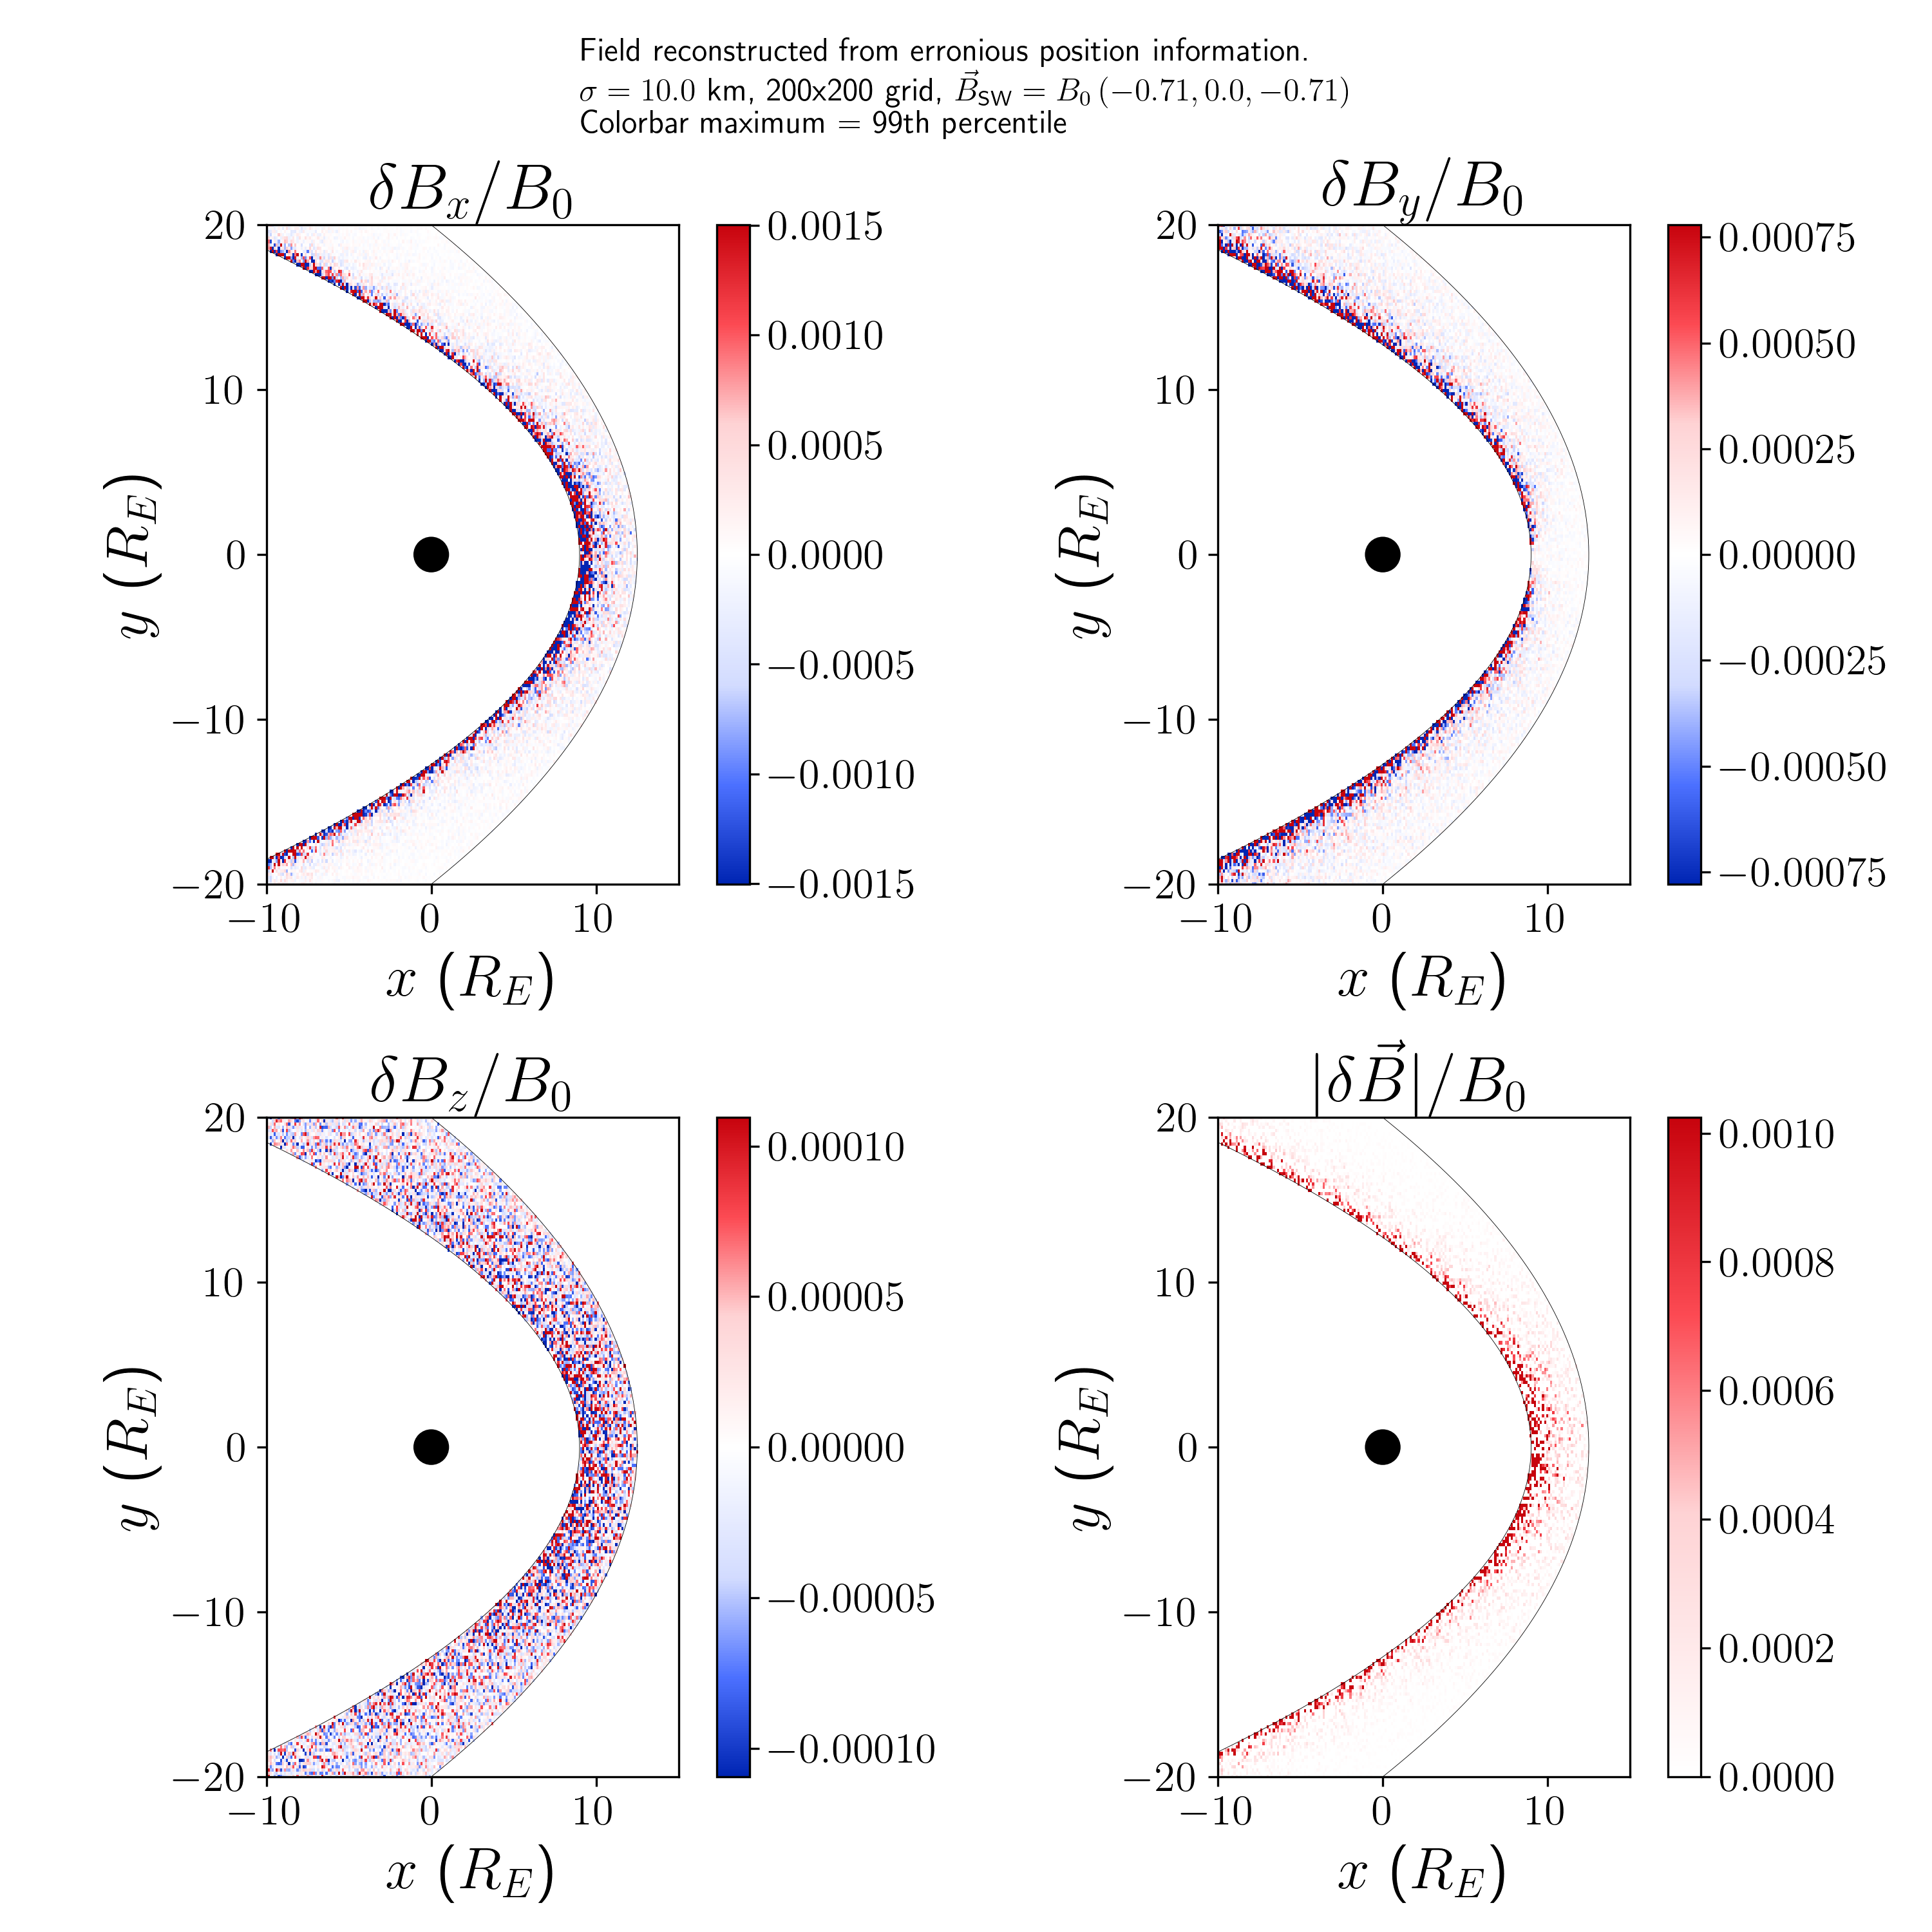 Field reconstructed from erronious position information.
σ = 10.0 km, 200x200 grid, B⃗_SW = B₀ (−0.71, 0.0, −0.71)
Colorbar maximum = 99th percentile
δB_x/B₀
20
10
0
−10
−20
−10 0 10
y (R_E)
x (R_E)
0.0015
0.0010
0.0005
0.0000
−0.0005
−0.0010
−0.0015
δB_y/B₀
20
10
0
−10
−20
−10 0 10
y (R_E)
x (R_E)
0.00075
0.00050
0.00025
0.00000
−0.00025
−0.00050
−0.00075
δB_z/B₀
20
10
0
−10
−20
−10 0 10
y (R_E)
x (R_E)
0.00010
0.00005
0.00000
−0.00005
−0.00010
|δB⃗|/B₀
20
10
0
−10
−20
−10 0 10
y (R_E)
x (R_E)
0.0010
0.0008
0.0006
0.0004
0.0002
0.0000